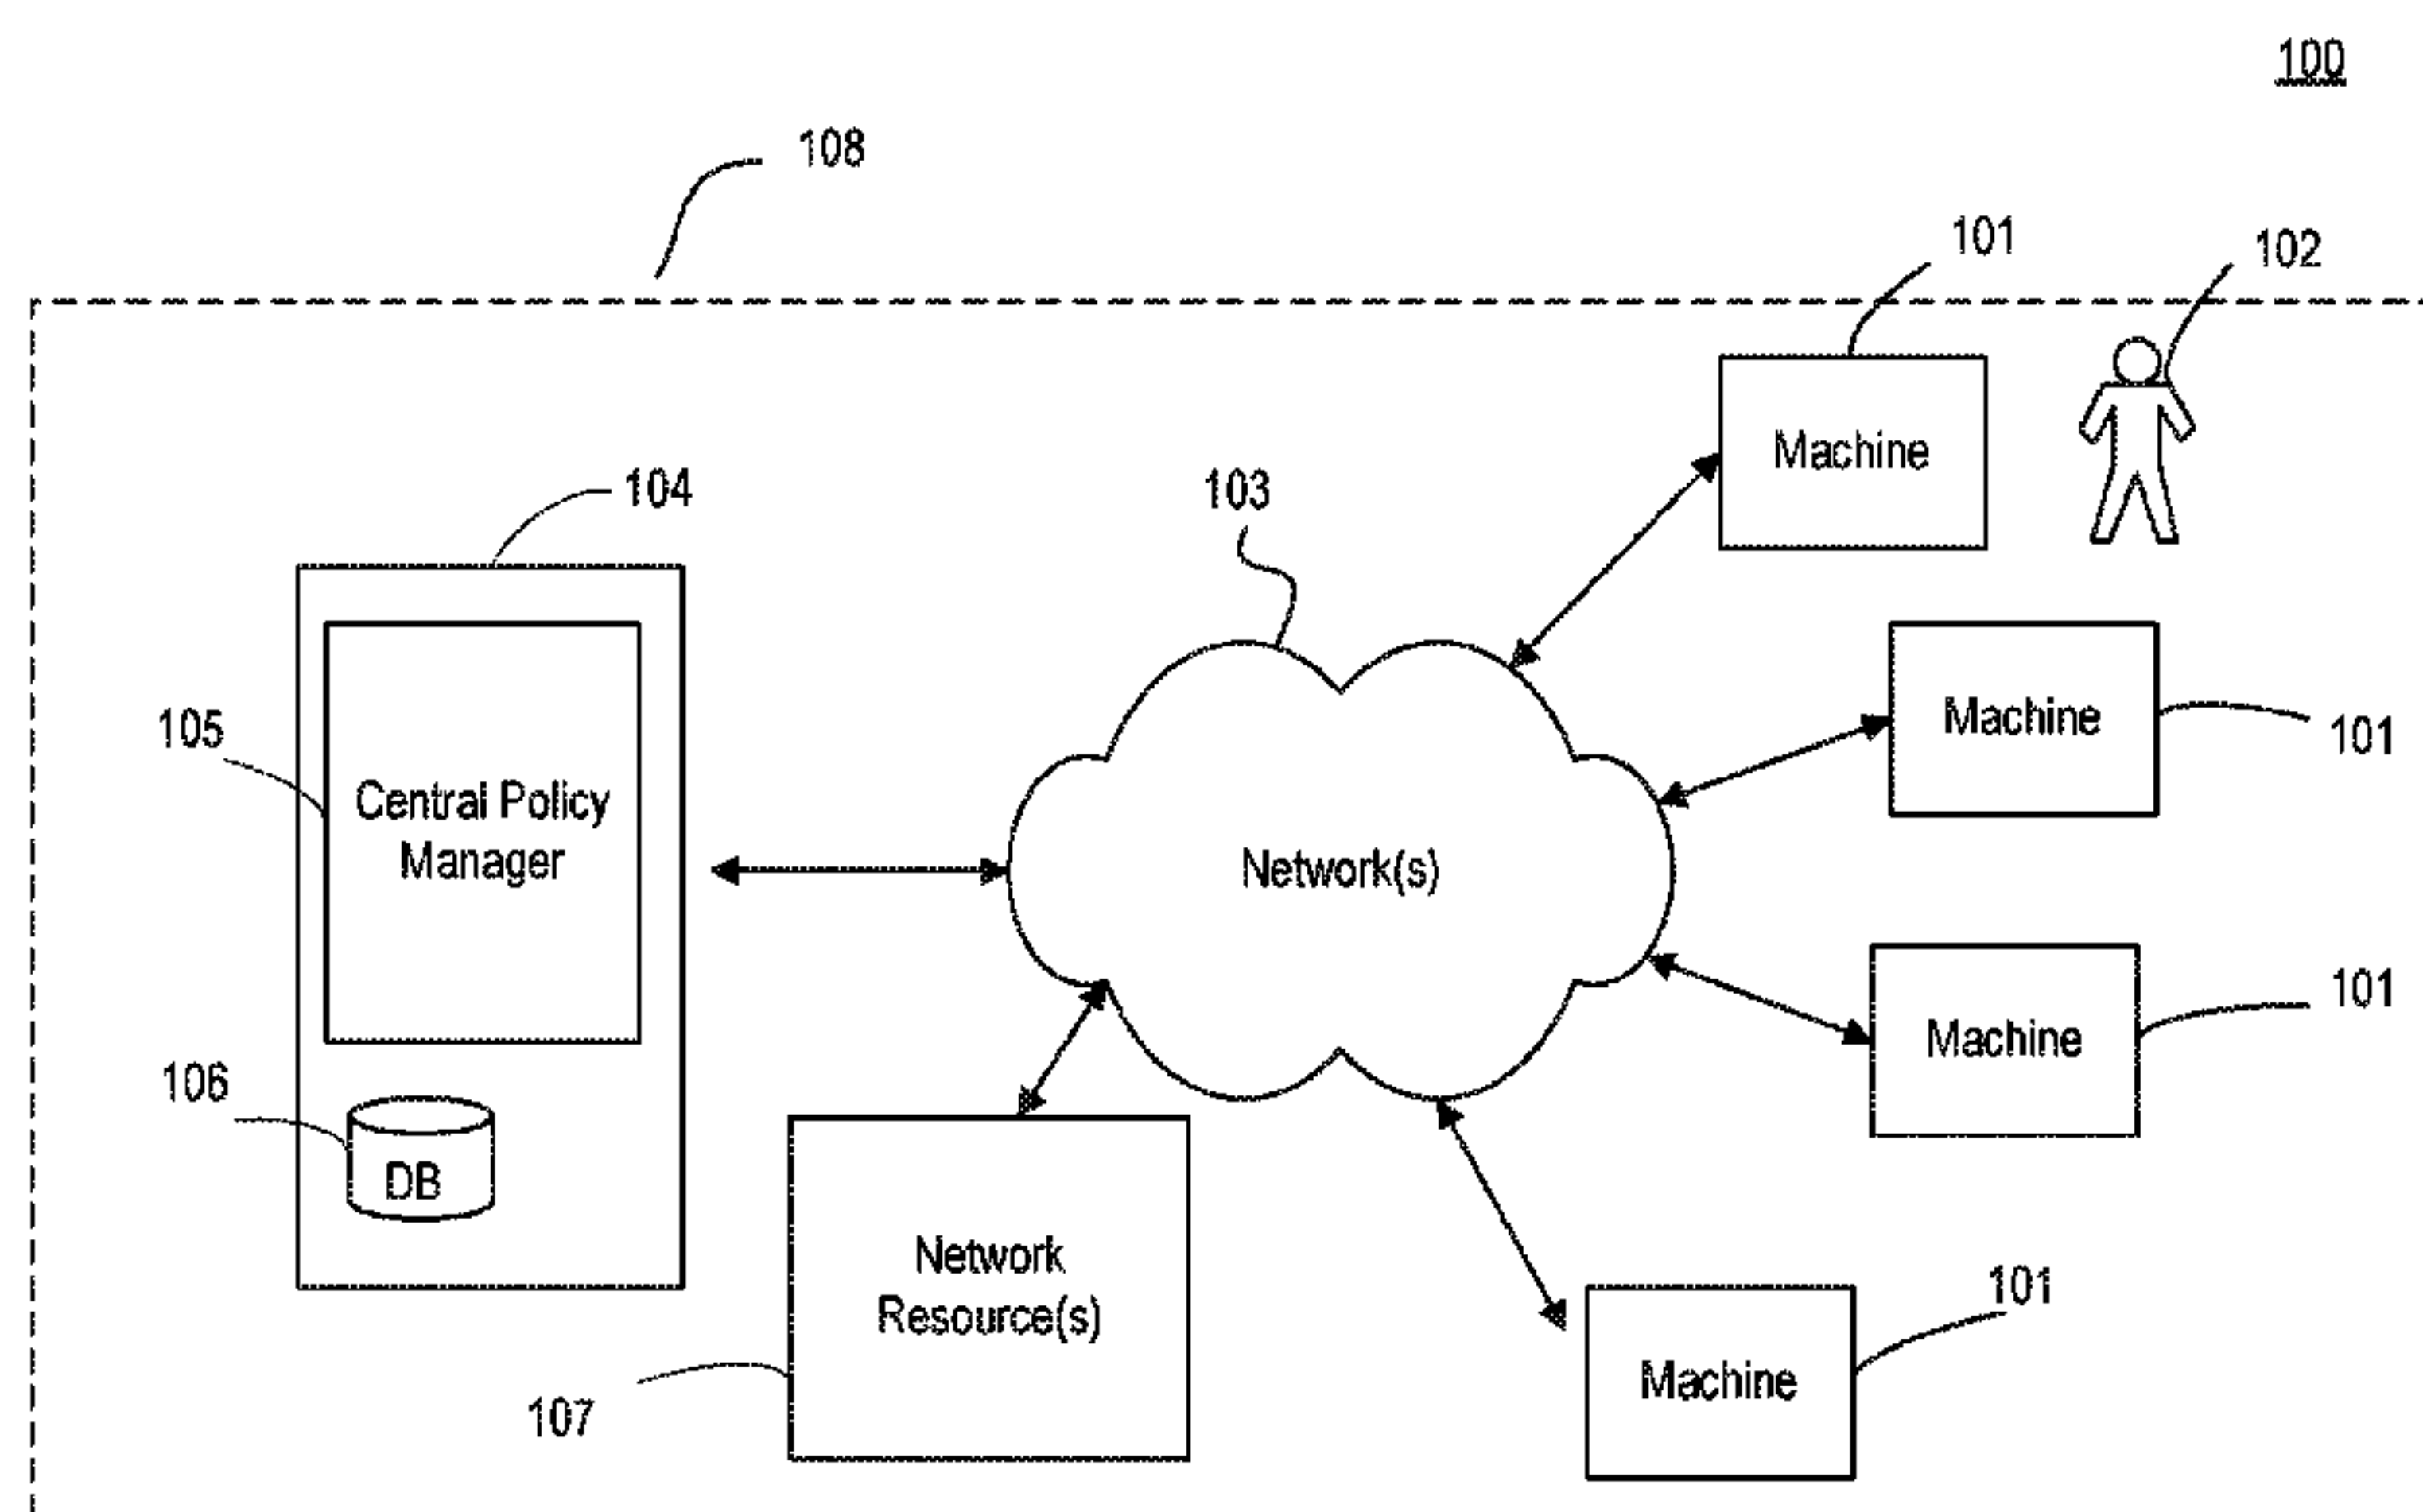 100
108
101
102
Machine
104
103
Machine
101
105
Central Policy
Manager
Network(s)
101
Machine
106
DB
Network
Resource(s)
101
Machine
107